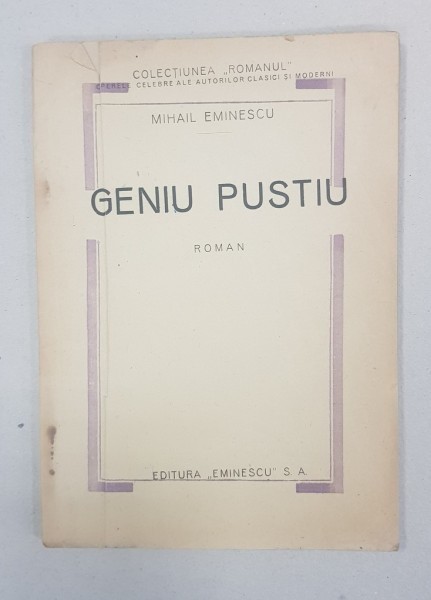 COLECȚIUNEA „ROMANUL"
OPERELE CELEBRE ALE AUTORILOR CLASICI ȘI MODERNI
MIHAIL EMINESCU
GENIU PUSTIU
ROMAN
EDITURA „EMINESCU" S. A.